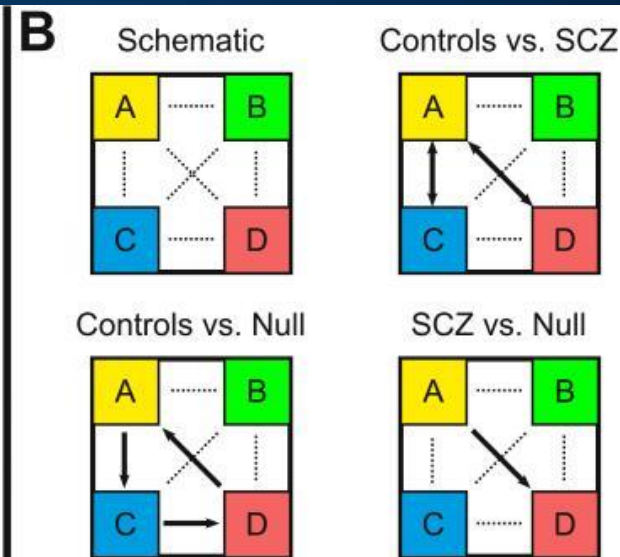 B
Schematic
Controls vs. SCZ
A B
A B
C D
C D
Controls vs. Null
SCZ vs. Null
A B
A B
C D
C D